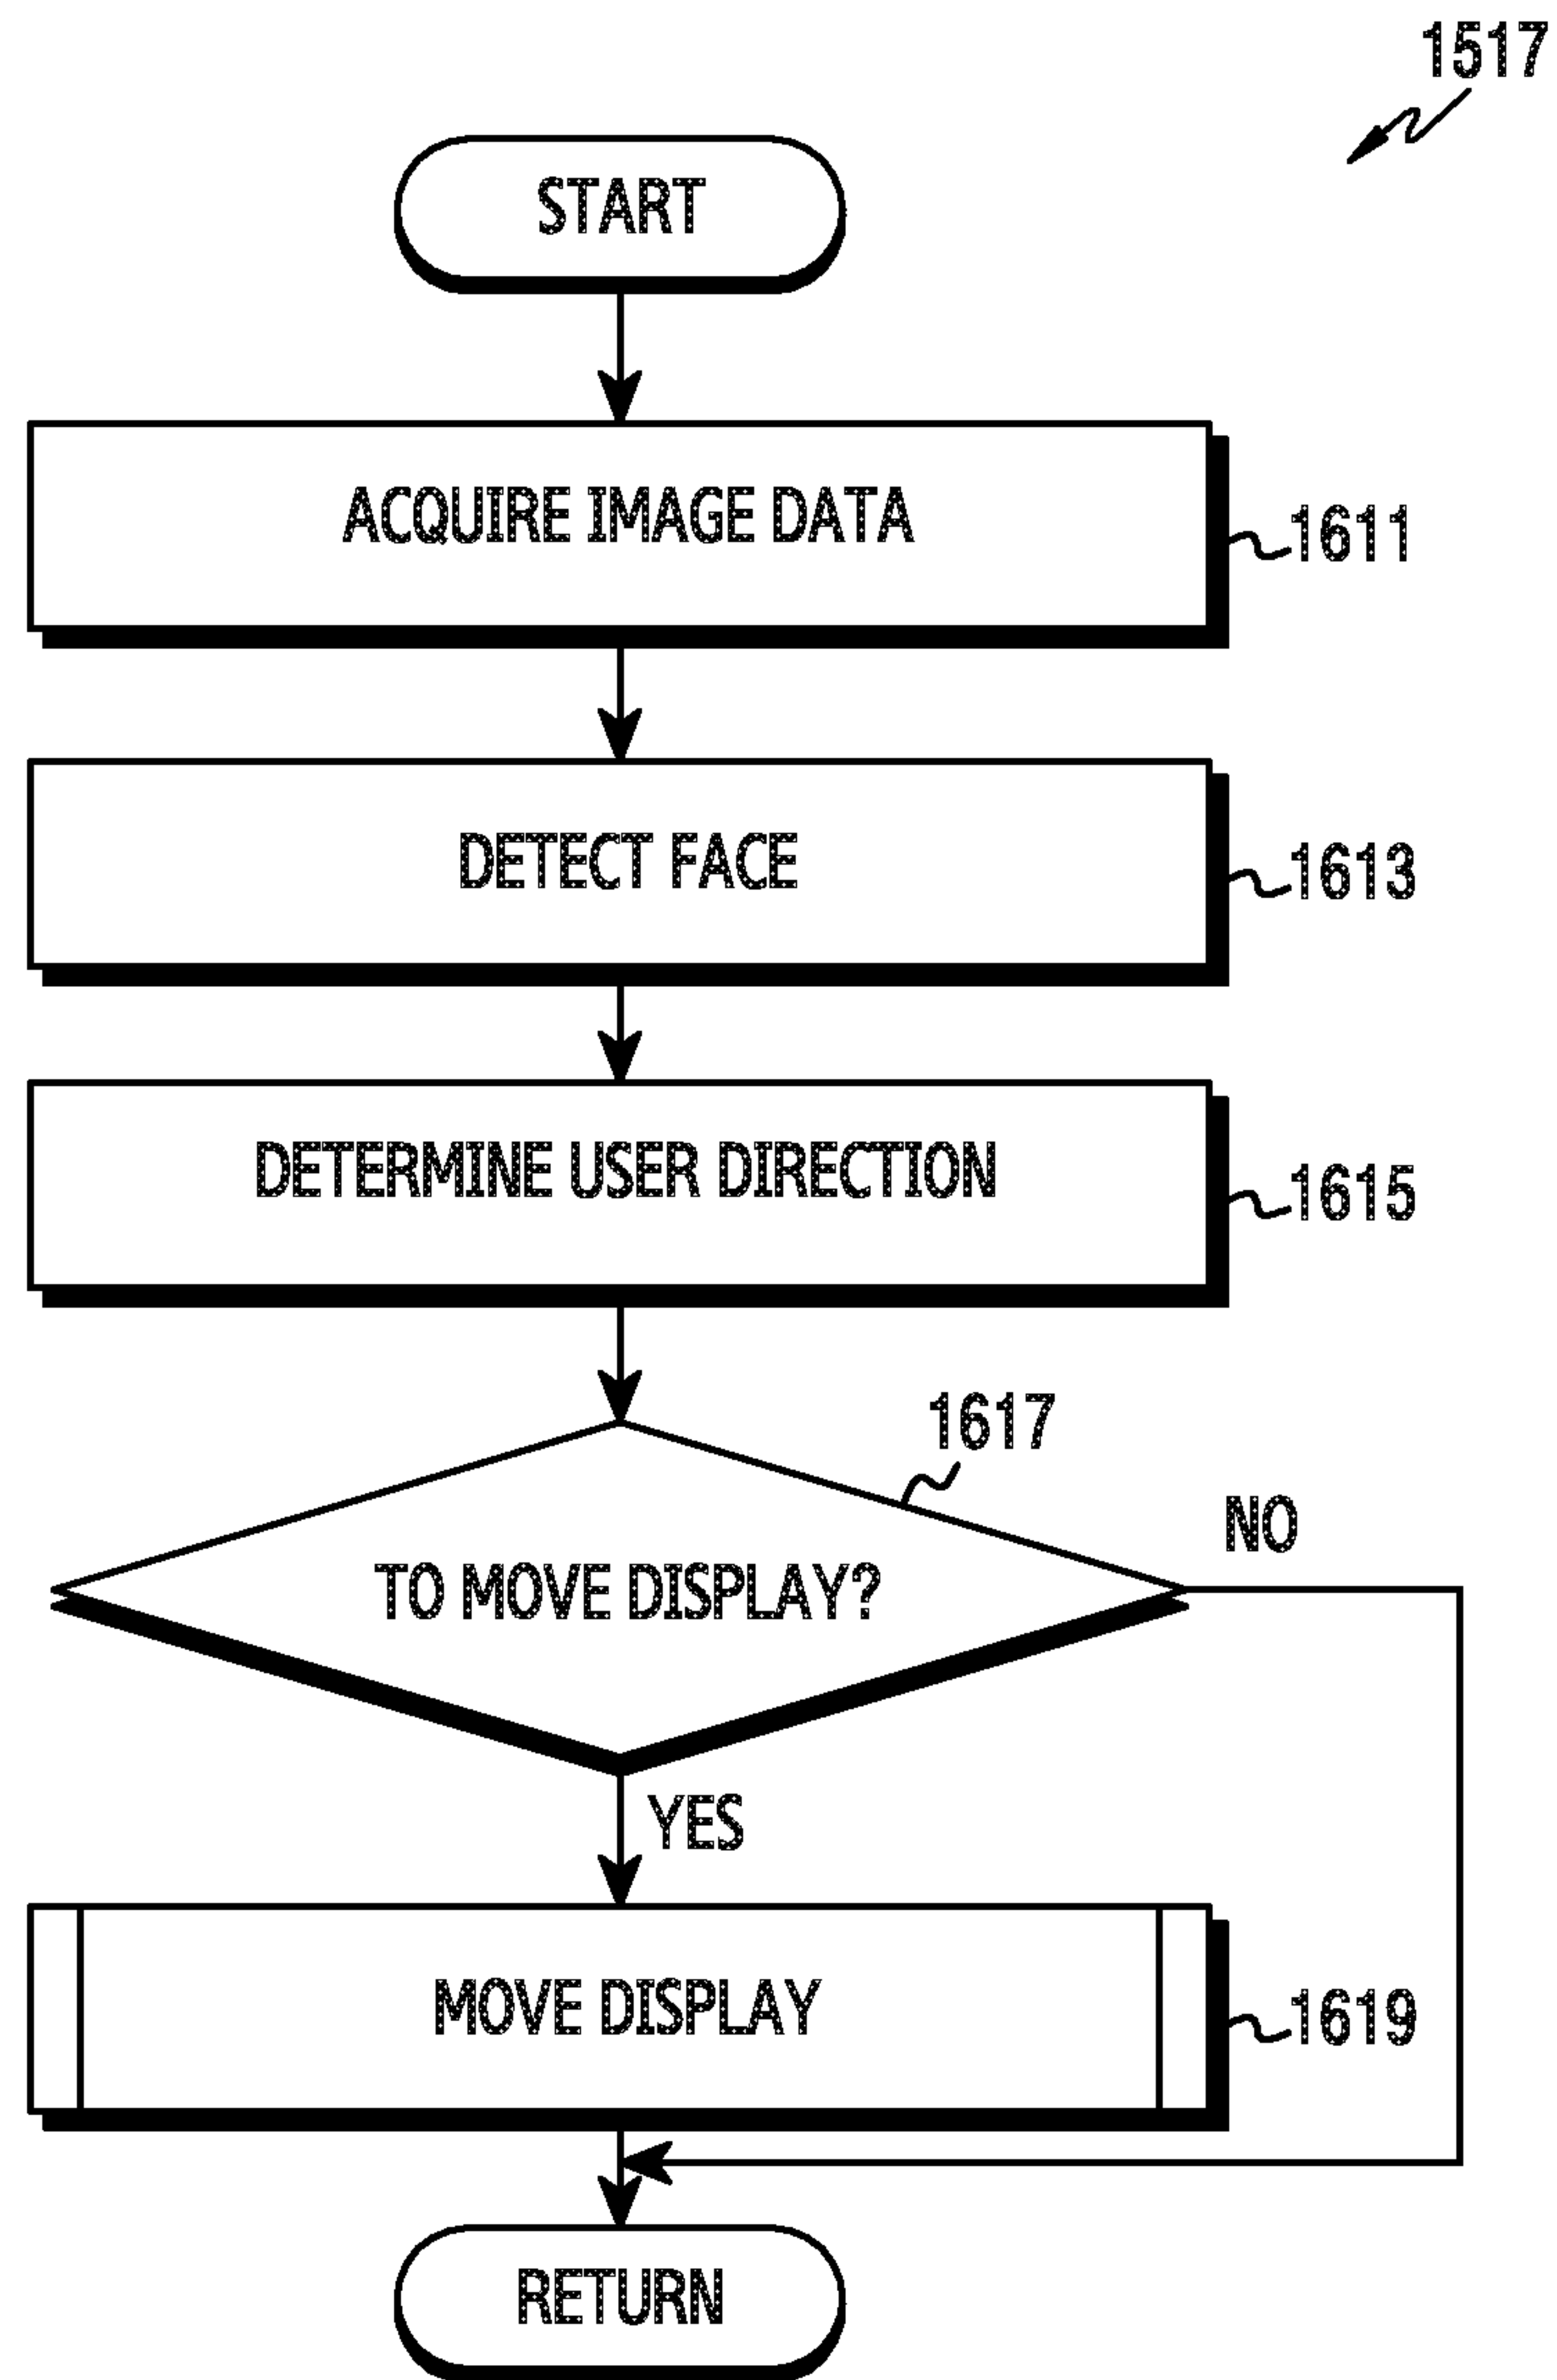 1517
START
ACQUIRE IMAGE DATA
1611
DETECT FACE
1613
DETERMINE USER DIRECTION
1615
1617
NO
TO MOVE DISPLAY?
YES
MOVE DISPLAY
1619
RETURN